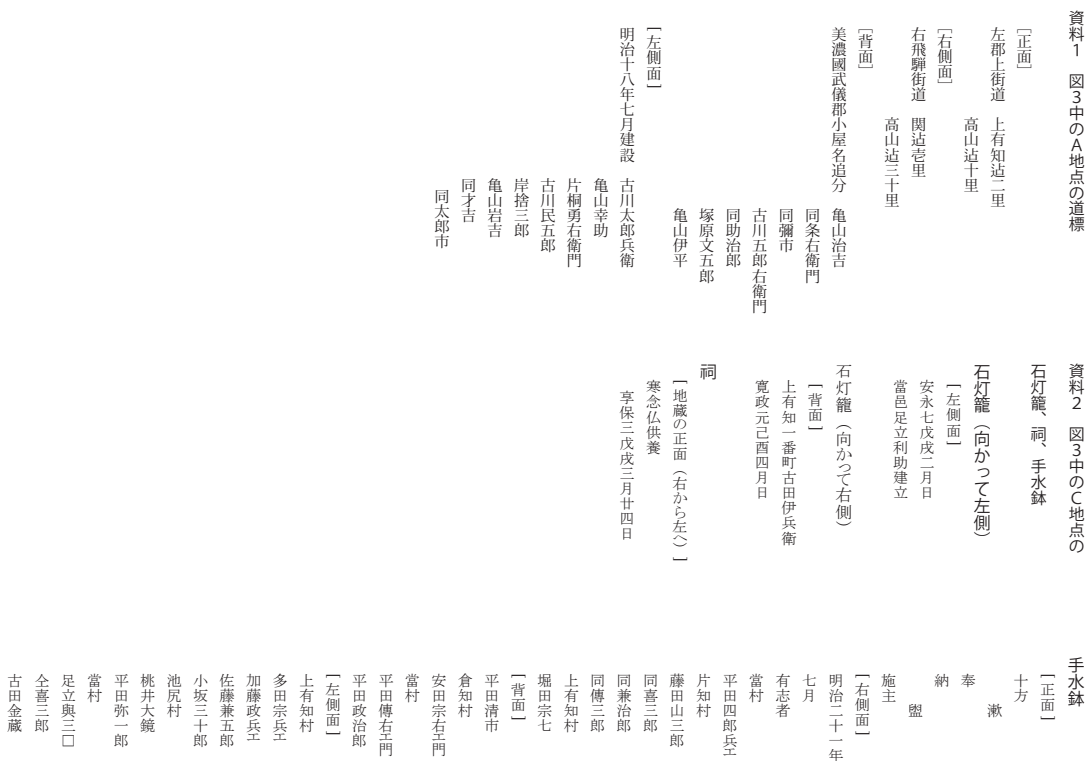 資料1　図3中のA地点の道標
［正面］
左郡上街道　上有知迠二里
高山迠十里
［右側面］
右飛騨街道　関迠壱里
高山迠三十里
［背面］
美濃國武儀郡小屋名追分　亀山治吉
同条右衛門
同彌市
古川五郎右衛門
同助治郎
塚原文五郎
亀山伊平
［左側面］
明治十八年七月建設　古川太郎兵衛
亀山幸助
片桐勇右衛門
古川民五郎
岸捨三郎
亀山岩吉
同才吉
同太郎市
資料2　図3中のC地点の
石灯籠、祠、手水鉢
石灯籠（向かって左側）
［左側面］
安永七戊戌二月日
當邑足立利助建立
石灯籠（向かって右側）
［背面］
上有知一番町古田伊兵衛
寛政元己酉四月日
祠
［地蔵の正面（右から左へ）］
寒念仏供養
享保三戊戌三月廿四日
手水鉢
［正面］
十方
漱
奉
納
盥
施主
［右側面］
明治二十一年
七月
有志者
當村
平田四郎兵エ
片知村
藤田山三郎
同喜三郎
同兼治郎
同傳三郎
上有知村
堀田宗七
［背面］
平田清市
倉知村
安田宗右エ門
當村
平田傳右エ門
平田政治郎
［左側面］
上有知村
多田宗兵エ
加藤政兵エ
佐藤兼五郎
小坂三十郎
池尻村
桃井大鏡
平田弥一郎
當村
足立與三□
仝喜三郎
古田金蔵